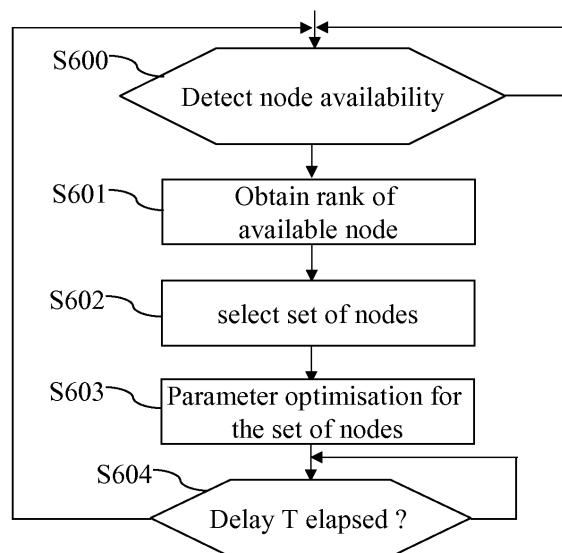 S600
Detect node availability
S601
Obtain rank of
available node
S602
select set of nodes
S603
Parameter optimisation for
the set of nodes
S604
Delay T elapsed ?